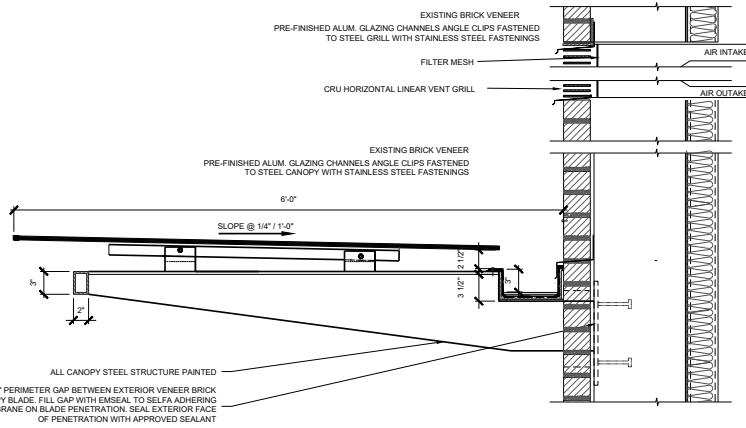 EXISTING BRICK VENEER
PRE-FINISHED ALUM. GLAZING CHANNELS ANGLE CLIPS FASTENED
TO STEEL GRILL WITH STAINLESS STEEL FASTENINGS
AIR INTAKE
FILTER MESH
CRU HORIZONTAL LINEAR VENT GRILL
AIR OUTAKE
EXISTING BRICK VENEER
PRE-FINISHED ALUM. GLAZING CHANNELS ANGLE CLIPS FASTENED
TO STEEL CANOPY WITH STAINLESS STEEL FASTENINGS
6'-0"
SLOPE @ 1/4" / 1'-0"
2 1/2"
3"
3"
3 1/2"
2"
ALL CANOPY STEEL STRUCTURE PAINTED
" PERIMETER GAP BETWEEN EXTERIOR VENEER BRICK
PY BLADE. FILL GAP WITH EMSEAL TO SELFA ADHERING
BRANE ON BLADE PENETRATION. SEAL EXTERIOR FACE
OF PENETRATION WITH APPROVED SEALANT